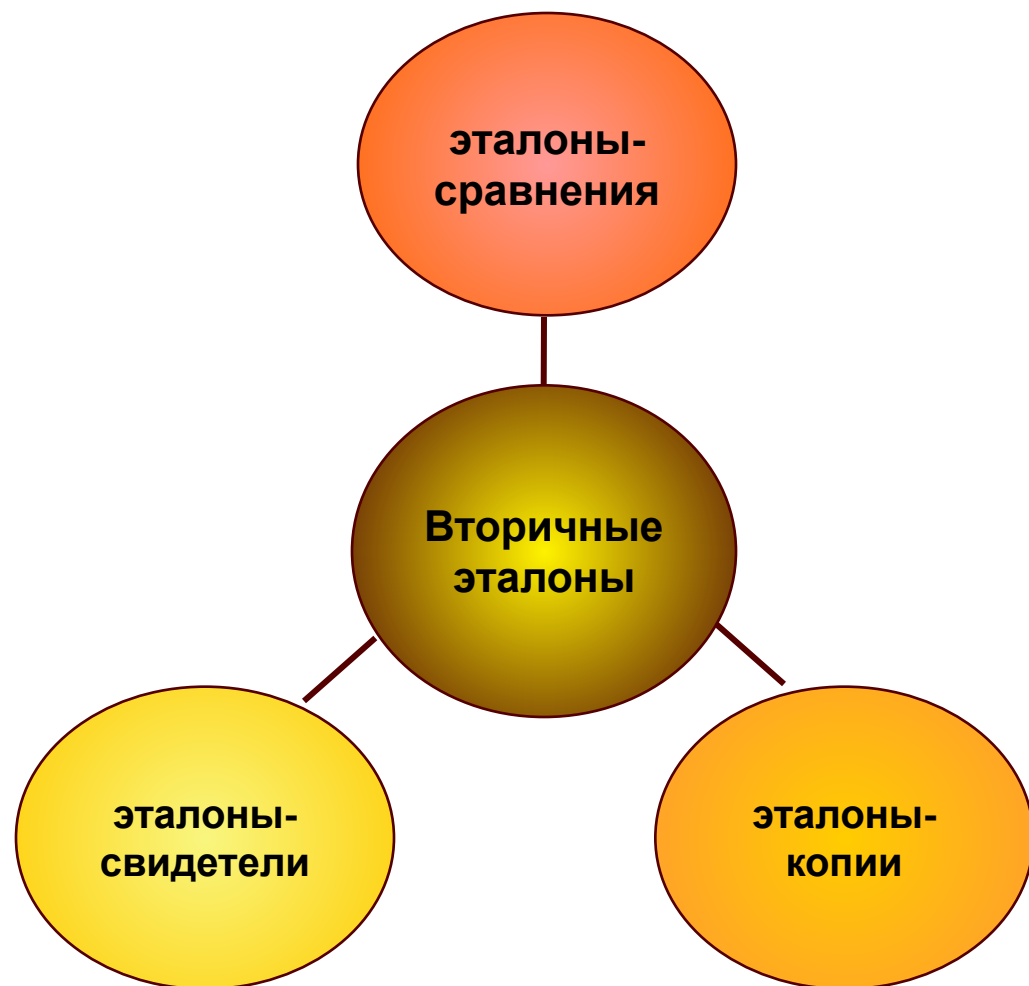 эталоны-
сравнения
Вторичные
эталоны
эталоны-
свидетели
эталоны-
копии